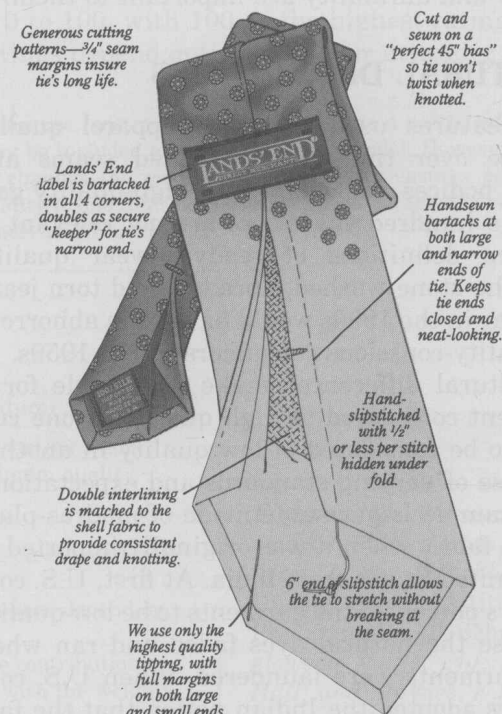 Generous cutting
patterns—¾" seam
margins insure
tie's long life.
Cut and
sewn on a
"perfect 45° bias"
so tie won't
twist when
knotted.
LANDS' END
Lands' End
label is bartacked
in all 4 corners,
doubles as secure
"keeper" for tie's
narrow end.
Handsewn
bartacks at
both large
and narrow
ends of
tie. Keeps
tie ends
closed and
neat-looking.
Hand-
slipstitched
with ½"
or less per stitch
hidden under
fold.
Double interlining
is matched to the
shell fabric to
provide consistant
drape and knotting.
6" end of slipstitch allows
the tie to stretch without
breaking at
the seam.
We use only the
highest quality
tipping, with
full margins
on both large
and small ends